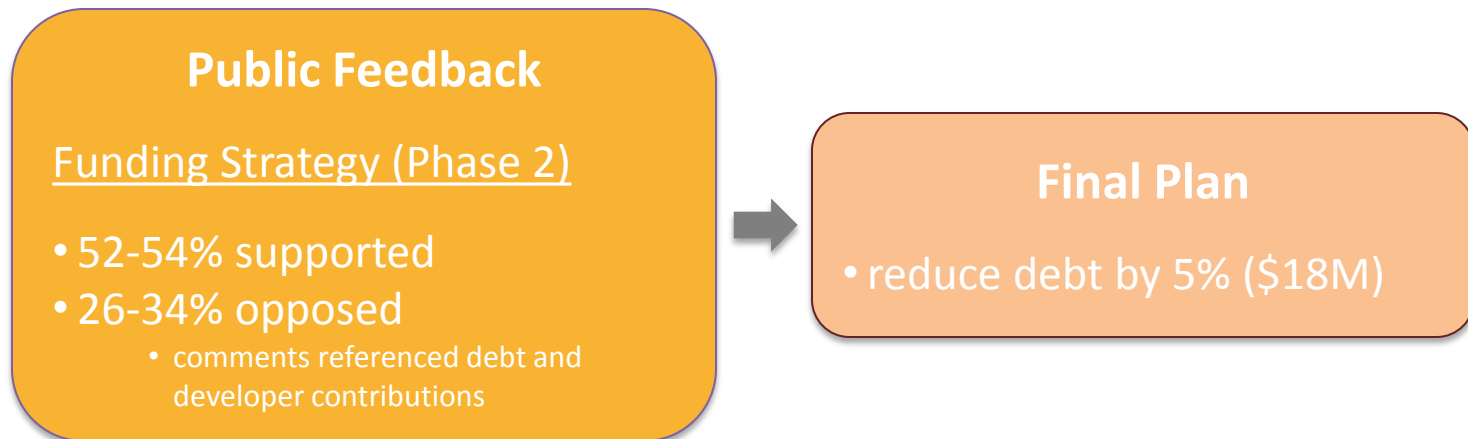 Public Feedback
Funding Strategy (Phase 2)
• 52-54% supported
• 26-34% opposed
• comments referenced debt and
developer contributions
Final Plan
• reduce debt by 5% ($18M)